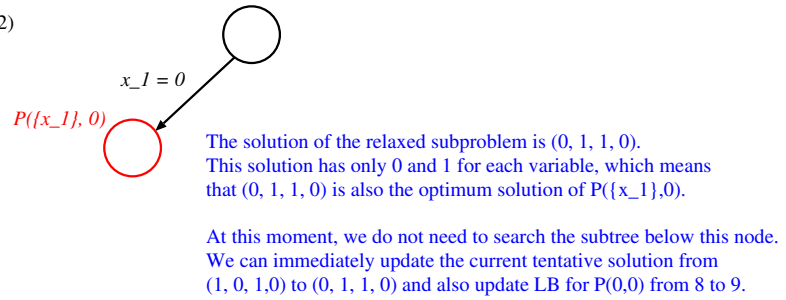 2)
x_1 = 0
P({x_1}, 0)
The solution of the relaxed subproblem is (0, 1, 1, 0).
This solution has only 0 and 1 for each variable, which means
that (0, 1, 1, 0) is also the optimum solution of P({x_1},0).
At this moment, we do not need to search the subtree below this node.
We can immediately update the current tentative solution from
(1, 0, 1,0) to (0, 1, 1, 0) and also update LB for P(0,0) from 8 to 9.